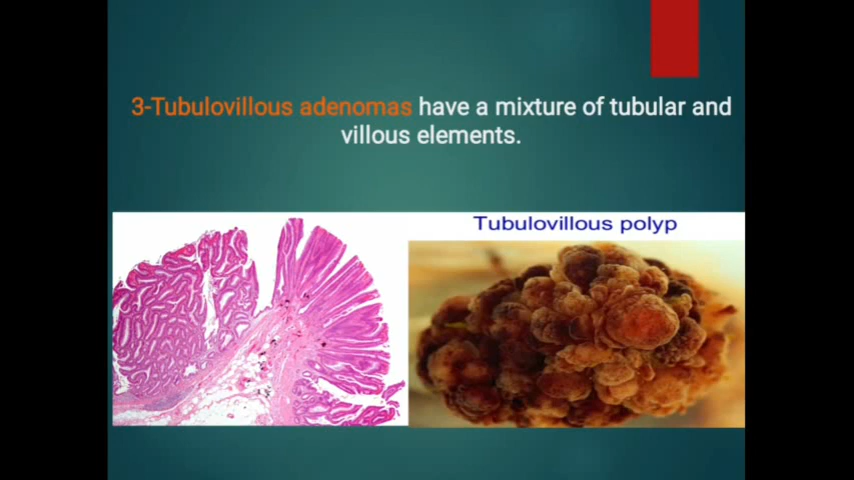 3-Tubulovillous adenomas have a mixture of tubular and
villous elements.
Tubulovillous polyp